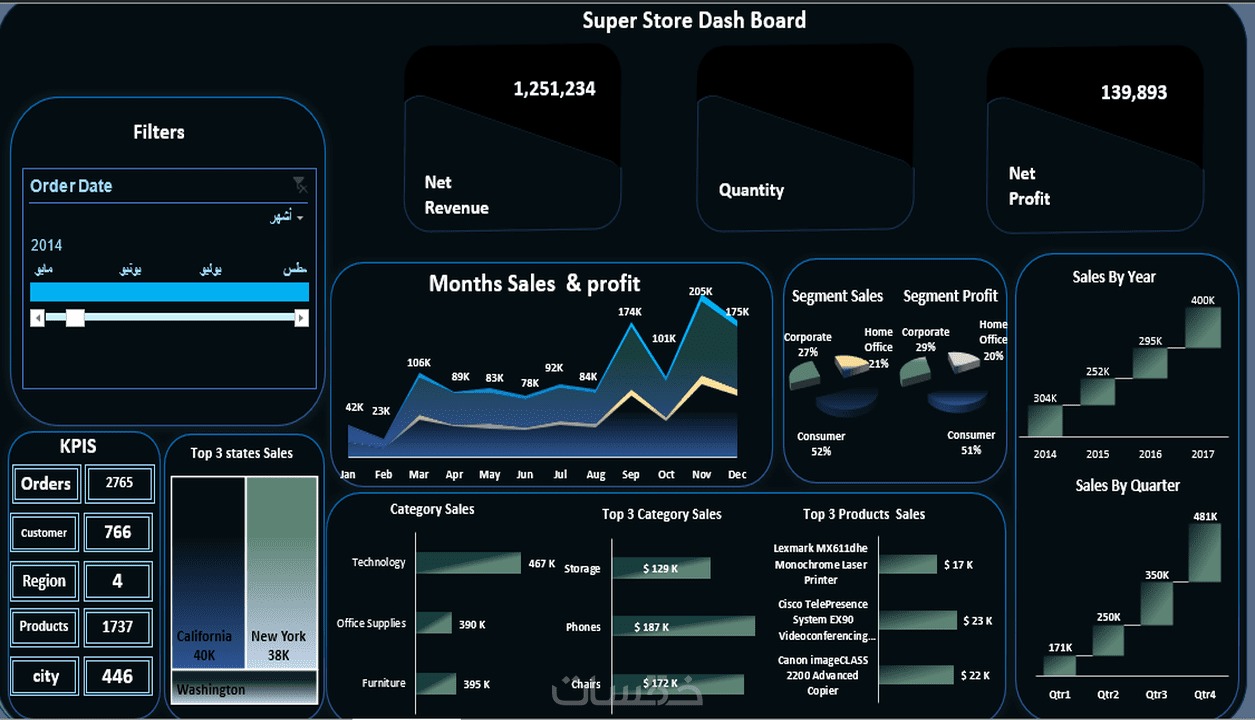 Super Store Dash Board
1,251,234
Net
Revenue
Quantity
139,893
Net
Profit
Filters
Order Date
أشهر
2014
مايو
يونيو
يوليو
KPIS
Orders
2765
Customer
766
Region
4
Products
1737
city
446
Top 3 states Sales
California
40K
New York
38K
Washington
Months Sales & profit
42K
23K
106K
89K
83K
78K
92K
84K
174K
101K
205K
175K
Jan
Feb
Mar
Apr
May
Jun
Jul
Aug
Sep
Oct
Nov
Dec
Segment Sales
Corporate
27%
Home
Office
21%
Consumer
52%
Segment Profit
Corporate
29%
Home
Office
20%
Consumer
51%
Sales By Year
304K
252K
295K
400K
2014
2015
2016
2017
Sales By Quarter
171K
250K
350K
481K
Qtr1
Qtr2
Qtr3
Qtr4
Category Sales
Technology
467 K
Office Supplies
390 K
Furniture
395 K
Top 3 Category Sales
Storage
$ 129 K
Phones
$ 187 K
Chairs
$ 172 K
Top 3 Products Sales
Lexmark MX611dhe
Monochrome Laser
Printer
$ 17 K
Cisco TelePresence
System EX90
Videoconferencing...
$ 23 K
Canon imageCLASS
2200 Advanced
Copier
$ 22 K
خمسات